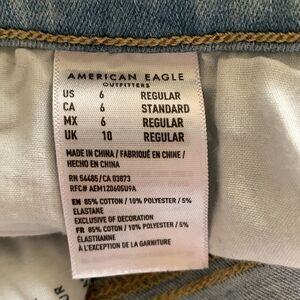 AMERICAN EAGLE
OUTFITTERS
US 6 REGULAR
CA 6 STANDARD
MX 6 REGULAR
UK 10 REGULAR
MADE IN CHINA / FABRIQUÉ EN CHINE /
HECHO EN CHINA
RN 54485/CA 03873
RFC# AEM120605U9A
EN 85% COTTON / 10% POLYESTER / 5%
ELASTANE
EXCLUSIVE OF DECORATION
FR 85% COTON / 10% POLYESTER / 5%
ÉLASTHANNE
À L'EXCEPTION DE LA GARNITURE